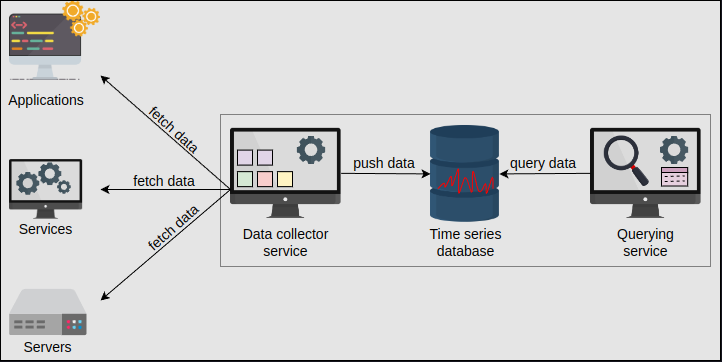 Applications
fetch data
fetch data
fetch data
Services
Servers
push data
query data
Data collector
service
Time series
database
Querying
service